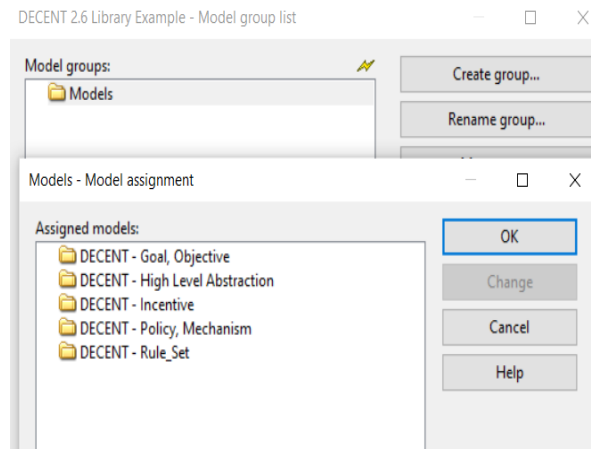 DECENT 2.6 Library Example - Model group list
Model groups:
Models
Create group...
Rename group...
Models - Model assignment
Assigned models:
DECENT - Goal, Objective
DECENT - High Level Abstraction
DECENT - Incentive
DECENT - Policy, Mechanism
DECENT - Rule_Set
OK
Change
Cancel
Help